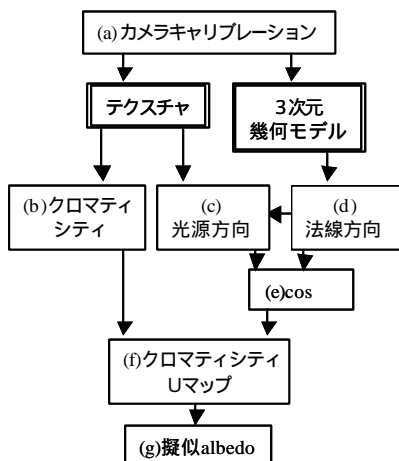 (a)カメラキャリブレーション
テクスチャ
3次元
幾何モデル
(b)クロマティ
シティ
(c)
光源方向
(d)
法線方向
(e)cos
(f)クロマティシティ
Uマップ
(g)擬似albedo